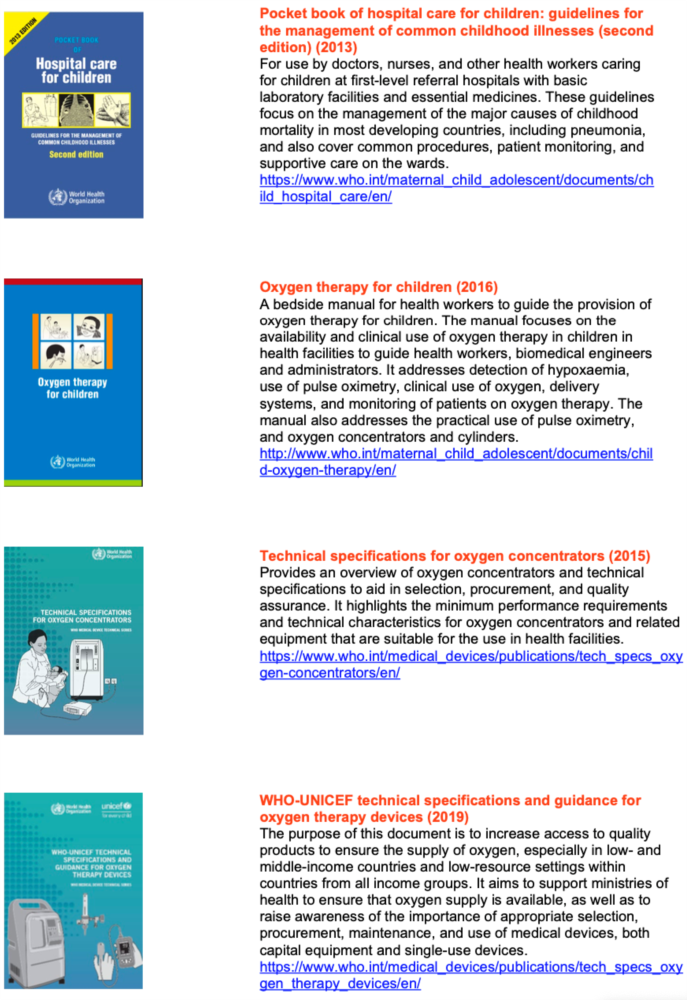 2013 EDITION
POCKET BOOK
OF
Hospital care
for children
GUIDELINES FOR THE MANAGEMENT OF
COMMON CHILDHOOD ILLNESSES
Second edition
World Health
Organization
Pocket book of hospital care for children: guidelines for
the management of common childhood illnesses (second
edition) (2013)
For use by doctors, nurses, and other health workers caring
for children at first-level referral hospitals with basic
laboratory facilities and essential medicines. These guidelines
focus on the management of the major causes of childhood
mortality in most developing countries, including pneumonia,
and also cover common procedures, patient monitoring, and
supportive care on the wards.
https://www.who.int/maternal_child_adolescent/documents/ch
ild_hospital_care/en/
Oxygen therapy
for children
World Health
Organization
Oxygen therapy for children (2016)
A bedside manual for health workers to guide the provision of
oxygen therapy for children. The manual focuses on the
availability and clinical use of oxygen therapy in children in
health facilities to guide health workers, biomedical engineers
and administrators. It addresses detection of hypoxaemia,
use of pulse oximetry, clinical use of oxygen, delivery
systems, and monitoring of patients on oxygen therapy. The
manual also addresses the practical use of pulse oximetry,
and oxygen concentrators and cylinders.
http://www.who.int/maternal_child_adolescent/documents/chil
d-oxygen-therapy/en/
World Health
Organization
TECHNICAL SPECIFICATIONS
FOR OXYGEN CONCENTRATORS
WHO MEDICAL DEVICE TECHNICAL SERIES
Technical specifications for oxygen concentrators (2015)
Provides an overview of oxygen concentrators and technical
specifications to aid in selection, procurement, and quality
assurance. It highlights the minimum performance requirements
and technical characteristics for oxygen concentrators and related
equipment that are suitable for the use in health facilities.
https://www.who.int/medical_devices/publications/tech_specs_oxy
gen-concentrators/en/
World Health
Organization
unicef
for every child
WHO-UNICEF TECHNICAL
SPECIFICATIONS AND
GUIDANCE FOR OXYGEN
THERAPY DEVICES
WHO MEDICAL DEVICE TECHNICAL SERIES
WHO-UNICEF technical specifications and guidance for
oxygen therapy devices (2019)
The purpose of this document is to increase access to quality
products to ensure the supply of oxygen, especially in low- and
middle-income countries and low-resource settings within
countries from all income groups. It aims to support ministries of
health to ensure that oxygen supply is available, as well as to
raise awareness of the importance of appropriate selection,
procurement, maintenance, and use of medical devices, both
capital equipment and single-use devices.
https://www.who.int/medical_devices/publications/tech_specs_oxy
gen_therapy_devices/en/